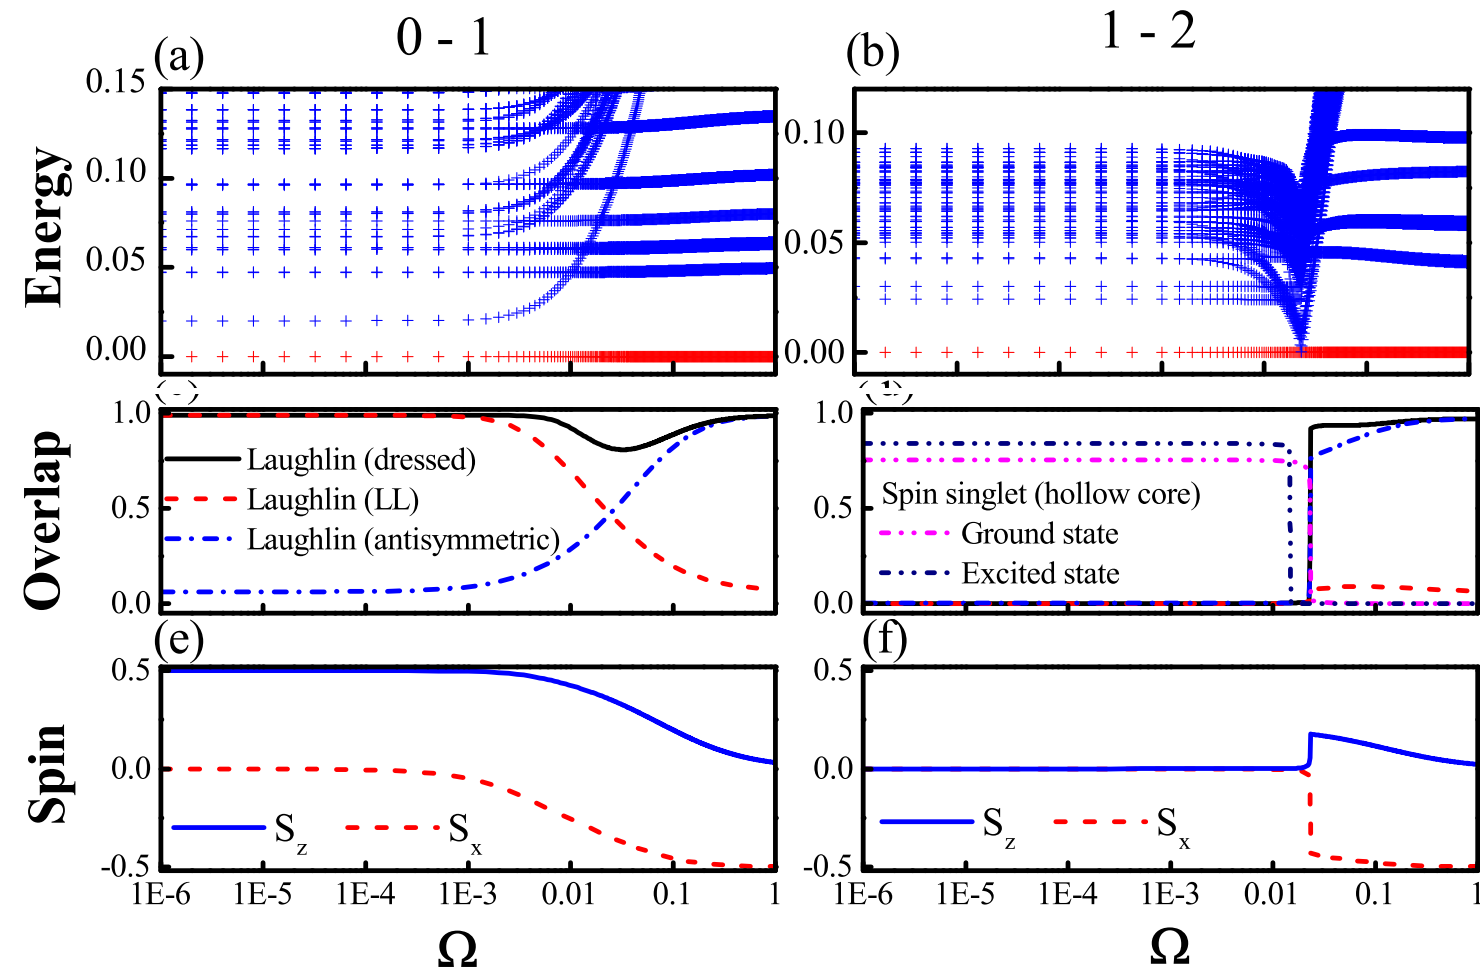 0 - 1
1 - 2
(a)
(b)
Energy
0.15
0.10
0.05
0.00
0.10
0.05
0.00
(d)
Overlap
1.0
0.5
0.0
Laughlin (dressed)
Laughlin (LL)
Laughlin (antisymmetric)
1.0
0.5
0.0
Spin singlet (hollow core)
Ground state
Excited state
(e)
(f)
Spin
0.5
0.0
-0.5
Sz
Sx
0.5
0.0
-0.5
Sz
Sx
1E-6 1E-5 1E-4 1E-3 0.01 0.1 1
1E-6 1E-5 1E-4 1E-3 0.01 0.1 1
Ω
Ω